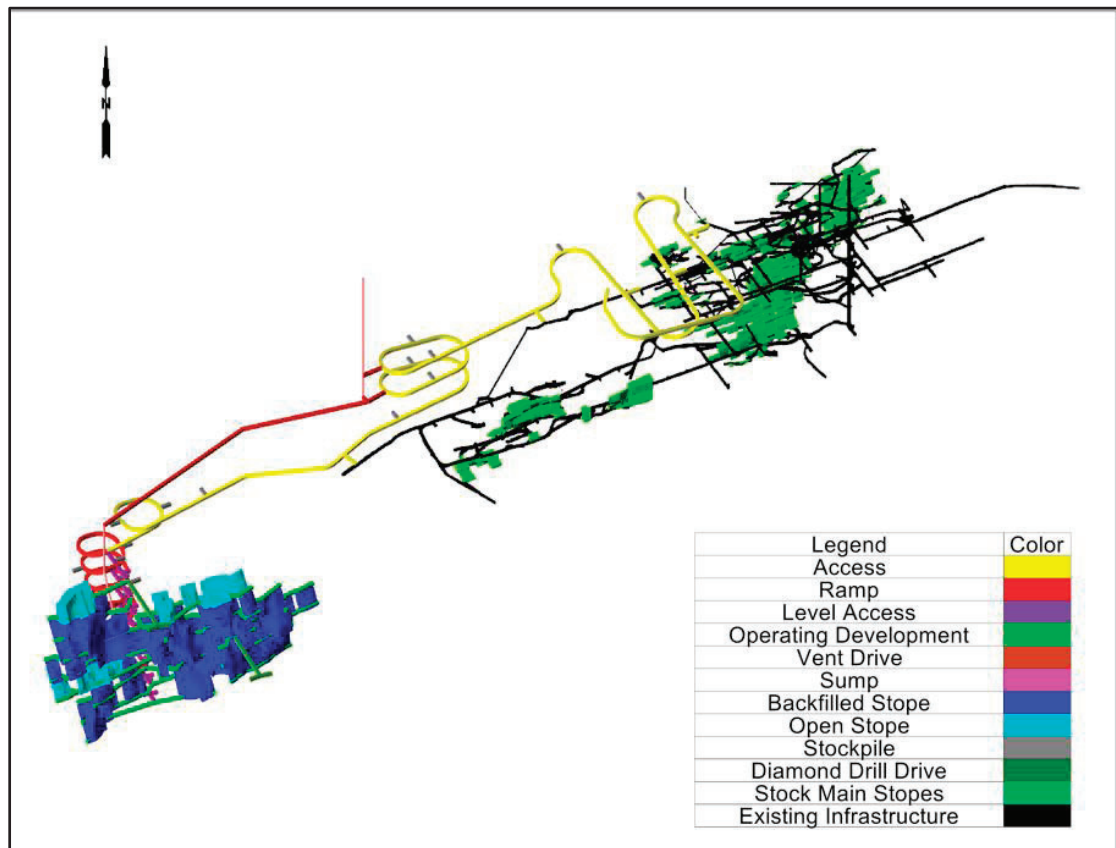 N
Legend Color
Access
Ramp
Level Access
Operating Development
Vent Drive
Sump
Backfilled Stope
Open Stope
Stockpile
Diamond Drill Drive
Stock Main Stopes
Existing Infrastructure